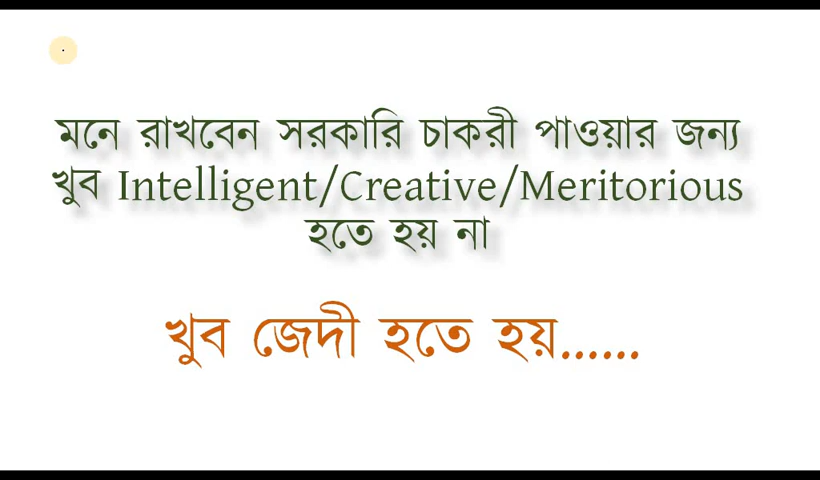 মনে রাখবেন সরকারি চাকরী পাওয়ার জন্য
খুব Intelligent/Creative/Meritorious
হতে হয় না
খুব জেদী হতে হয়......